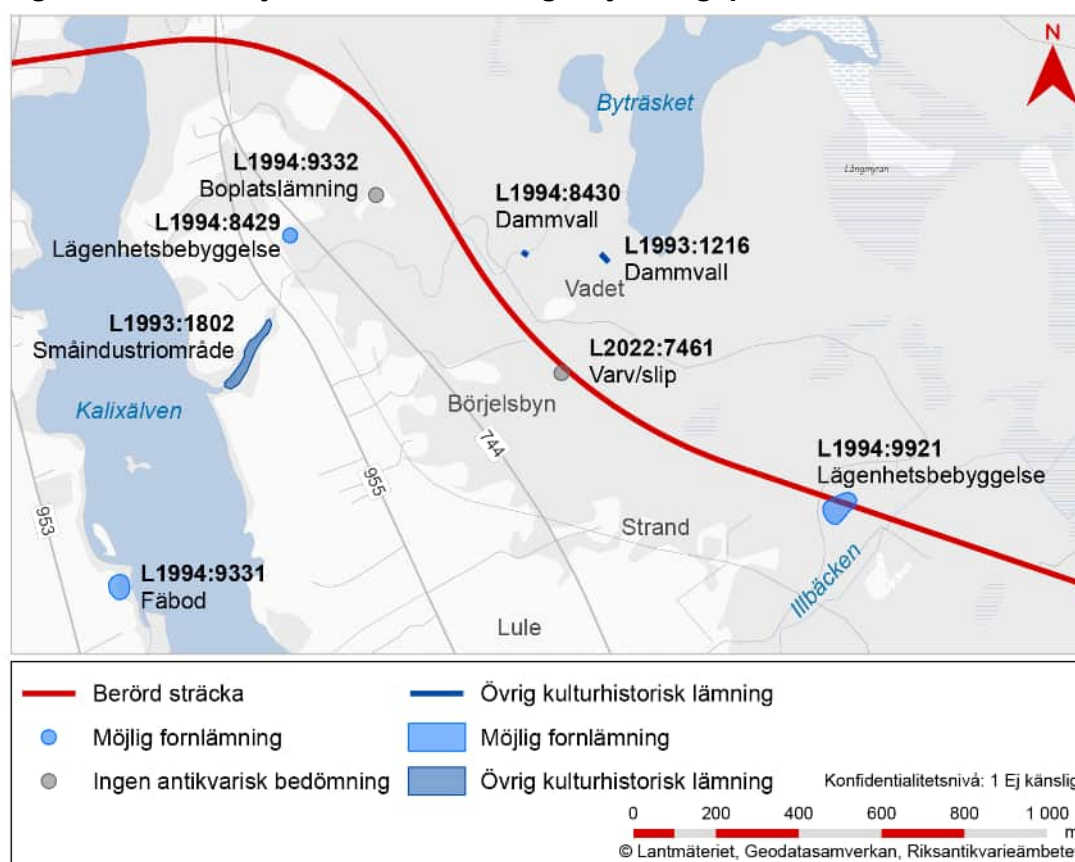 N
Byträsket
Långmyran
L1994:9332
Boplatslämning
L1994:8430
Dammvall
L1994:8429
Lägenhetsbebyggelse
L1993:1216
Dammvall
Vadet
L1993:1802
Småindustriområde
L2022:7461
Varv/slip
Kalixälven
Börjelsbyn
744
L1994:9921
Lägenhetsbebyggelse
955
953
Strand
Illbäcken
L1994:9331
Fäbod
Lule
Berörd sträcka
Övrig kulturhistorisk lämning
Möjlig fornlämning
Möjlig fornlämning
Ingen antikvarisk bedömning
Övrig kulturhistorisk lämning
Konfidentialitetsnivå: 1 Ej känslig
0 200 400 600 800 1 000
m
© Lantmäteriet, Geodatasamverkan, Riksantikvarieämbetet